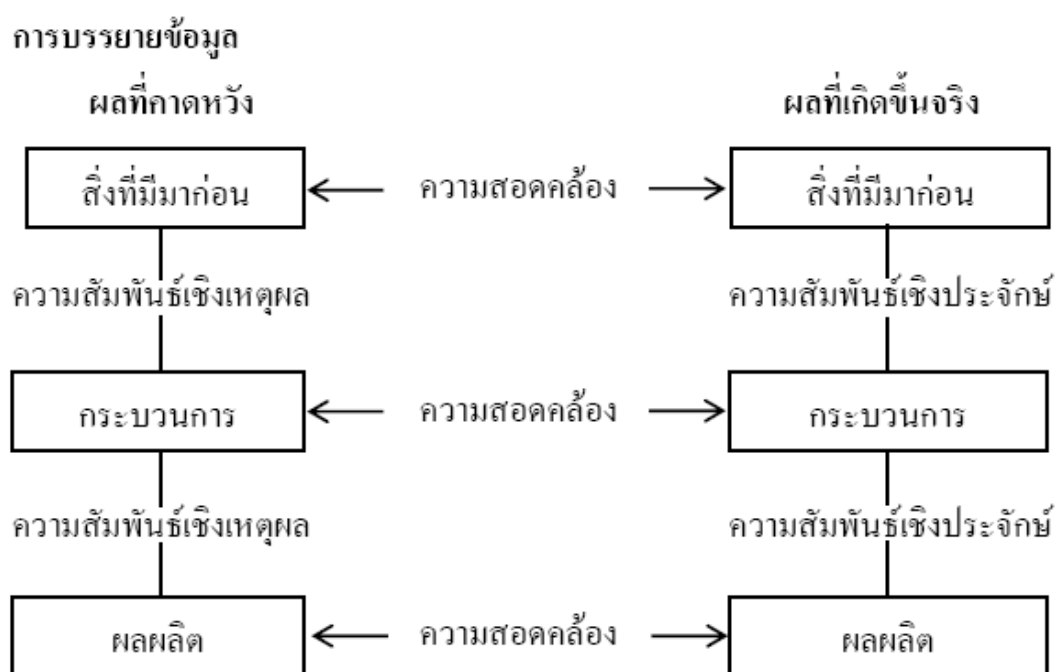 การบรรยายข้อมูล
ผลที่คาดหวัง ผลที่เกิดขึ้นจริง
สิ่งที่มีมาก่อน ความสอดคล้อง สิ่งที่มีมาก่อน
ความสัมพันธ์เชิงเหตุผล ความสัมพันธ์เชิงประจักษ์
กระบวนการ ความสอดคล้อง กระบวนการ
ความสัมพันธ์เชิงเหตุผล ความสัมพันธ์เชิงประจักษ์
ผลผลิต ความสอดคล้อง ผลผลิต